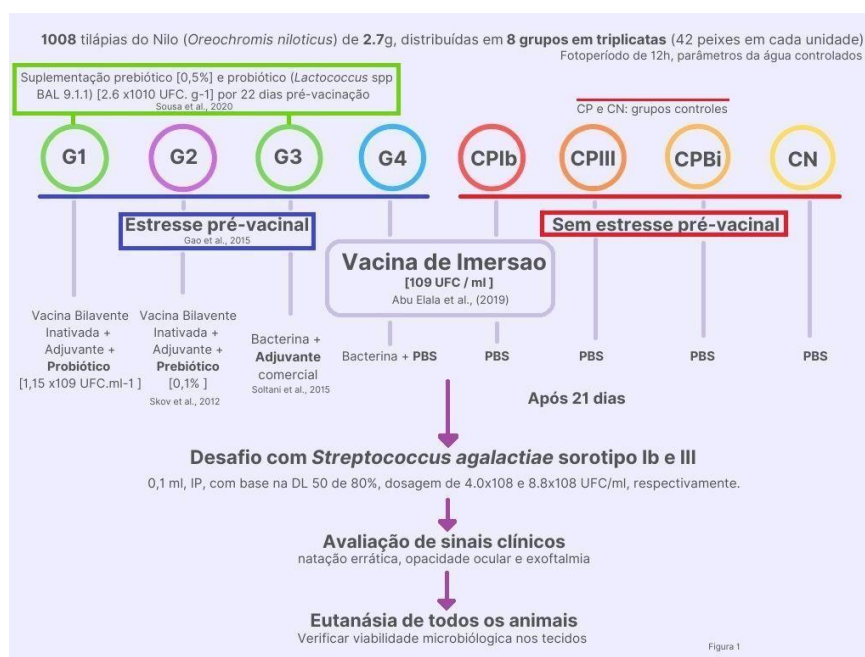 1008 tilápias do Nilo (Oreochromis niloticus) de 2.7g, distribuídas em 8 grupos em triplicatas (42 peixes em cada unidade)
Fotoperíodo de 12h, parâmetros da água controlados
Suplementação prebiótico [0,5%] e probiótico (Lactococcus spp
BAL 9.1.1) [2.6 x1010 UFC. g-1] por 22 dias pré-vacinação
Sousa et al., 2020
CP e CN: grupos controles
G1 G2 G3 G4 CPIb CPIII CPBi CN
Estresse pré-vacinal
Gao et al., 2015
Sem estresse pré-vacinal
Vacina de Imersao
[109 UFC / ml ]
Abu Elala et al., (2019)
Vacina Bilavente
Inativada +
Adjuvante +
Probiótico
[1,15 x109 UFC.ml-1 ]
Vacina Bilavente
Inativada +
Adjuvante +
Prebiótico
[0,1% ]
Skov et al., 2012
Bacterina +
Adjuvante
comercial
Soltani et al., 2015
Bacterina + PBS
PBS
PBS
PBS
PBS
Após 21 dias
Desafio com Streptococcus agalactiae sorotipo Ib e III
0,1 ml, IP, com base na DL 50 de 80%, dosagem de 4.0x108 e 8.8x108 UFC/ml, respectivamente.
Avaliação de sinais clínicos
natação errática, opacidade ocular e exoftalmia
Eutanásia de todos os animais
Verificar viabilidade microbiólogica nos tecidos
Figura 1